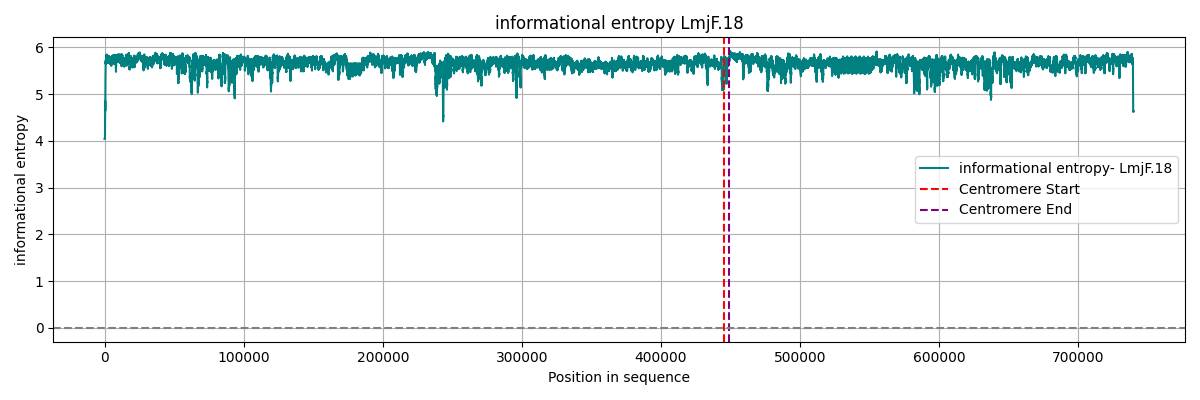 informational entropy LmjF.18
informational entropy
6
5
4
3
2
1
0
informational entropy- LmjF.18
Centromere Start
Centromere End
0
100000
200000
300000
400000
500000
600000
700000
Position in sequence